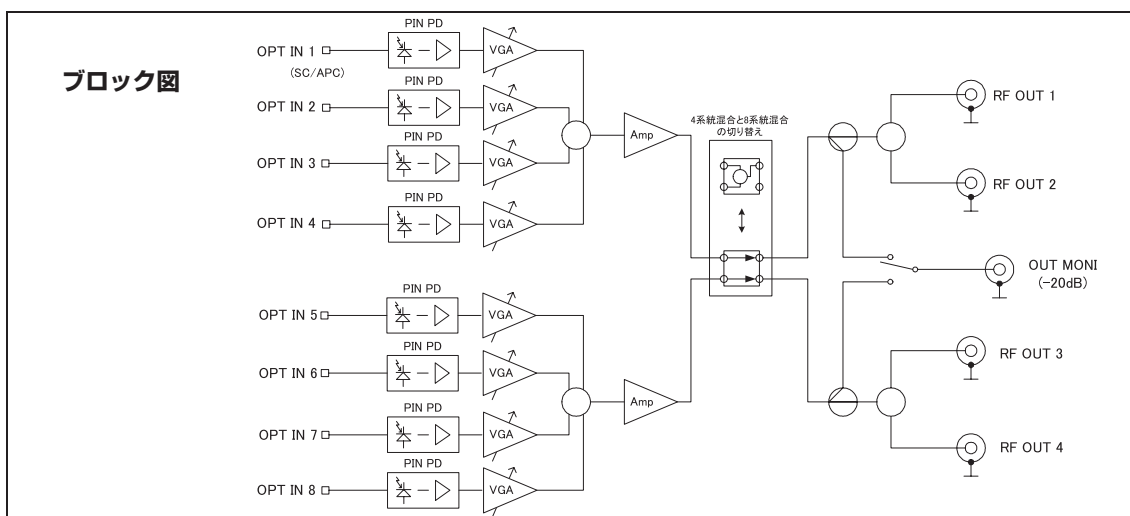 ブロック図
OPT IN 1
(SC/APC)
PIN PD
VGA
OPT IN 2
PIN PD
VGA
OPT IN 3
PIN PD
VGA
OPT IN 4
PIN PD
VGA
Amp
OPT IN 5
PIN PD
VGA
OPT IN 6
PIN PD
VGA
OPT IN 7
PIN PD
VGA
OPT IN 8
PIN PD
VGA
Amp
4系統混合と8系統混合
の切り替え
RF OUT 1
RF OUT 2
OUT MONI
(-20dB)
RF OUT 3
RF OUT 4